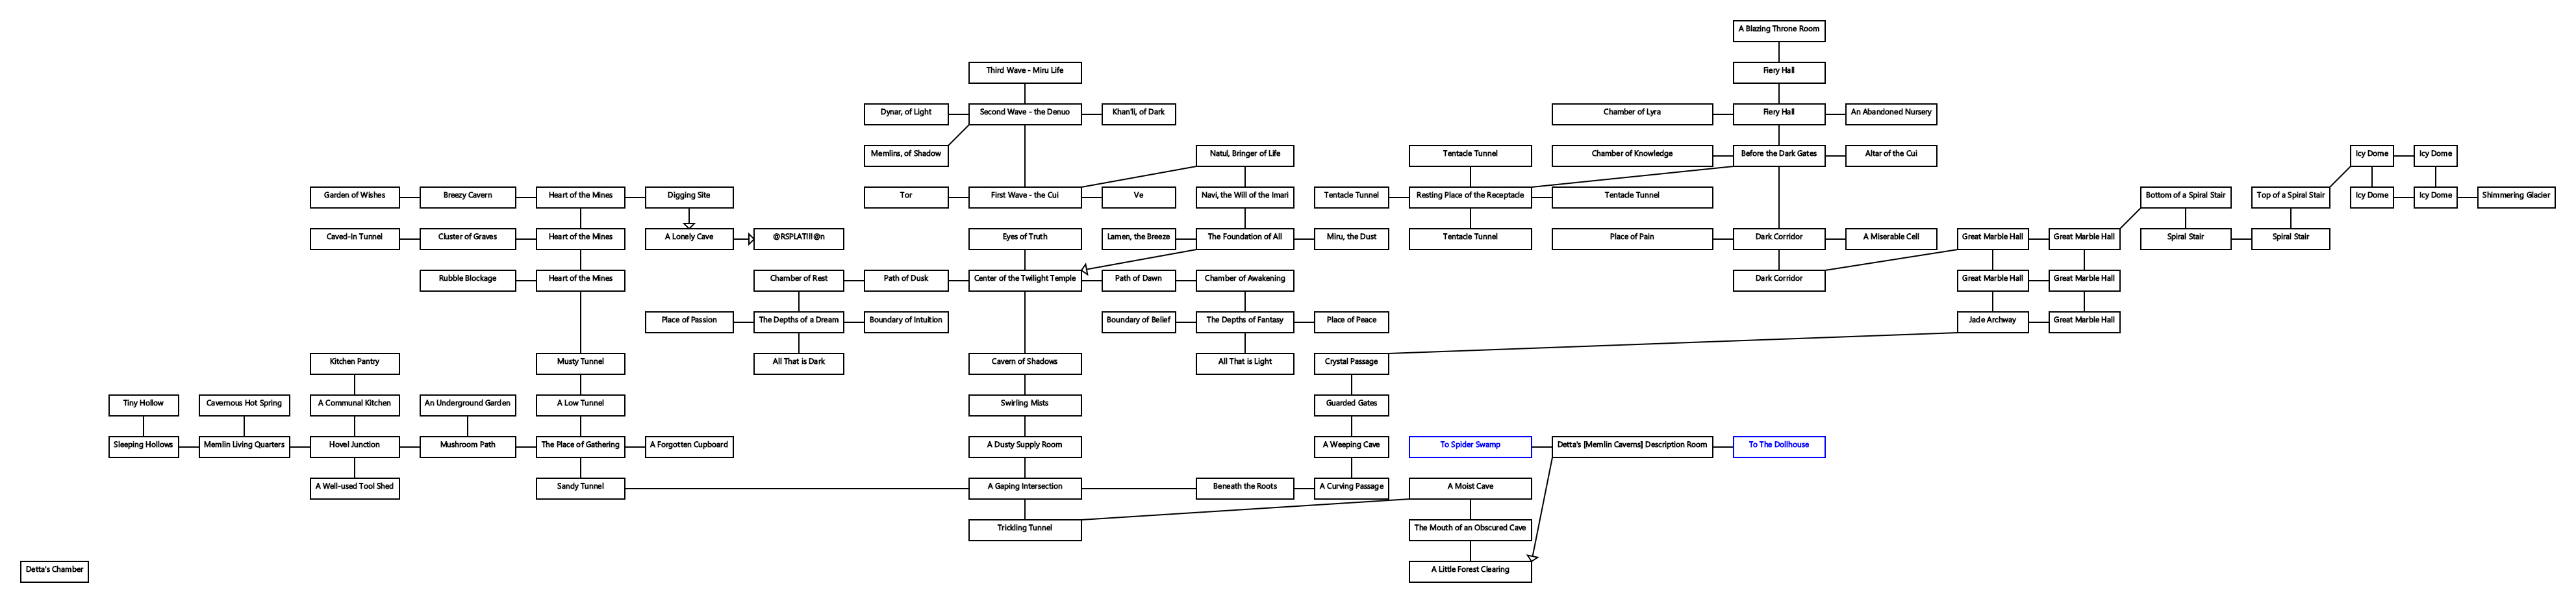 A Blazing Throne Room
Third Wave - Miru Life
Fiery Hall
Dynar, of Light
Second Wave - the Denuo
Khan'li, of Dark
Chamber of Lyra
Fiery Hall
An Abandoned Nursery
Memlins, of Shadow
Natul, Bringer of Life
Tentacle Tunnel
Chamber of Knowledge
Before the Dark Gates
Altar of the Cui
Icy Dome
Icy Dome
Garden of Wishes
Breezy Cavern
Heart of the Mines
Digging Site
Tor
First Wave - the Cui
Ve
Navi, the Will of the Imari
Tentacle Tunnel
Resting Place of the Receptacle
Tentacle Tunnel
Bottom of a Spiral Stair
Top of a Spiral Stair
Icy Dome
Icy Dome
Shimmering Glacier
Caved-In Tunnel
Cluster of Graves
Heart of the Mines
A Lonely Cave
@RSPLAT!!!@n
Eyes of Truth
Lamen, the Breeze
The Foundation of All
Miru, the Dust
Tentacle Tunnel
Place of Pain
Dark Corridor
A Miserable Cell
Great Marble Hall
Great Marble Hall
Spiral Stair
Spiral Stair
Rubble Blockage
Heart of the Mines
Chamber of Rest
Path of Dusk
Center of the Twilight Temple
Path of Dawn
Chamber of Awakening
Dark Corridor
Great Marble Hall
Great Marble Hall
Place of Passion
The Depths of a Dream
Boundary of Intuition
Boundary of Belief
The Depths of Fantasy
Place of Peace
Jade Archway
Great Marble Hall
Kitchen Pantry
Musty Tunnel
All That is Dark
Cavern of Shadows
All That is Light
Crystal Passage
Tiny Hollow
Cavernous Hot Spring
A Communal Kitchen
An Underground Garden
A Low Tunnel
Swirling Mists
Guarded Gates
Sleeping Hollows
Memlin Living Quarters
Hovel Junction
Mushroom Path
The Place of Gathering
A Forgotten Cupboard
A Dusty Supply Room
A Weeping Cave
To Spider Swamp
Detta's [Memlin Caverns] Description Room
To The Dollhouse
A Well-used Tool Shed
Sandy Tunnel
A Gaping Intersection
Beneath the Roots
A Curving Passage
A Moist Cave
Trickling Tunnel
The Mouth of an Obscured Cave
Detta's Chamber
A Little Forest Clearing